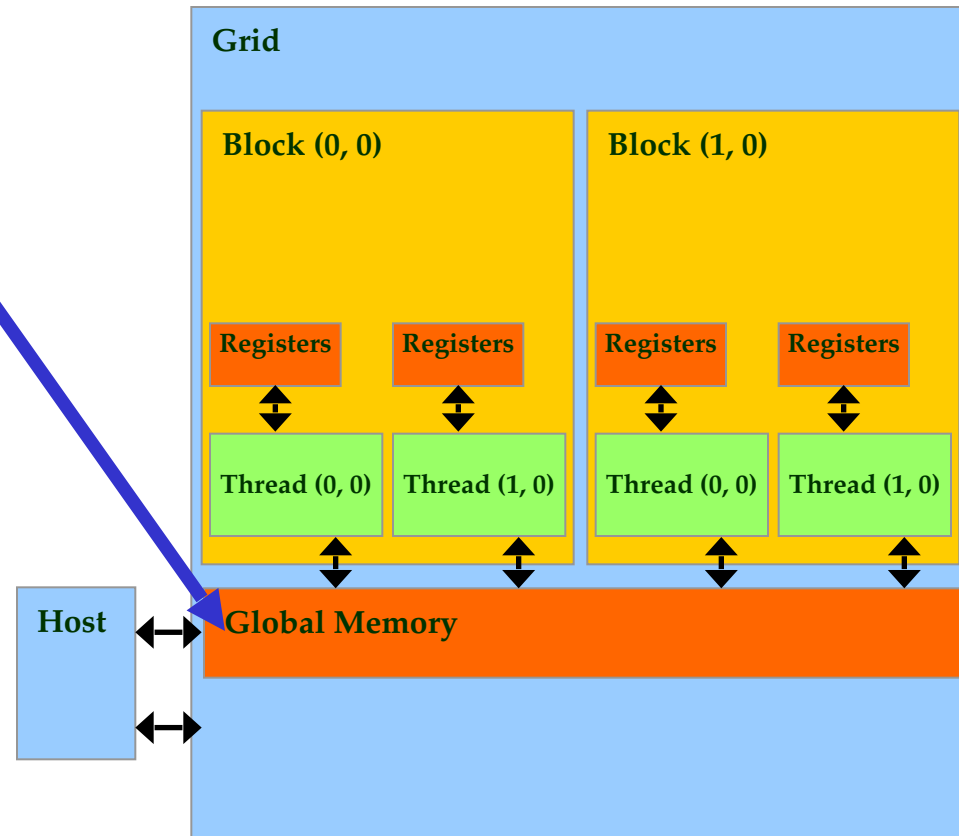 Grid
Block (0, 0)
Block (1, 0)
Registers
Registers
Registers
Registers
Thread (0, 0)
Thread (1, 0)
Thread (0, 0)
Thread (1, 0)
Host
Global Memory